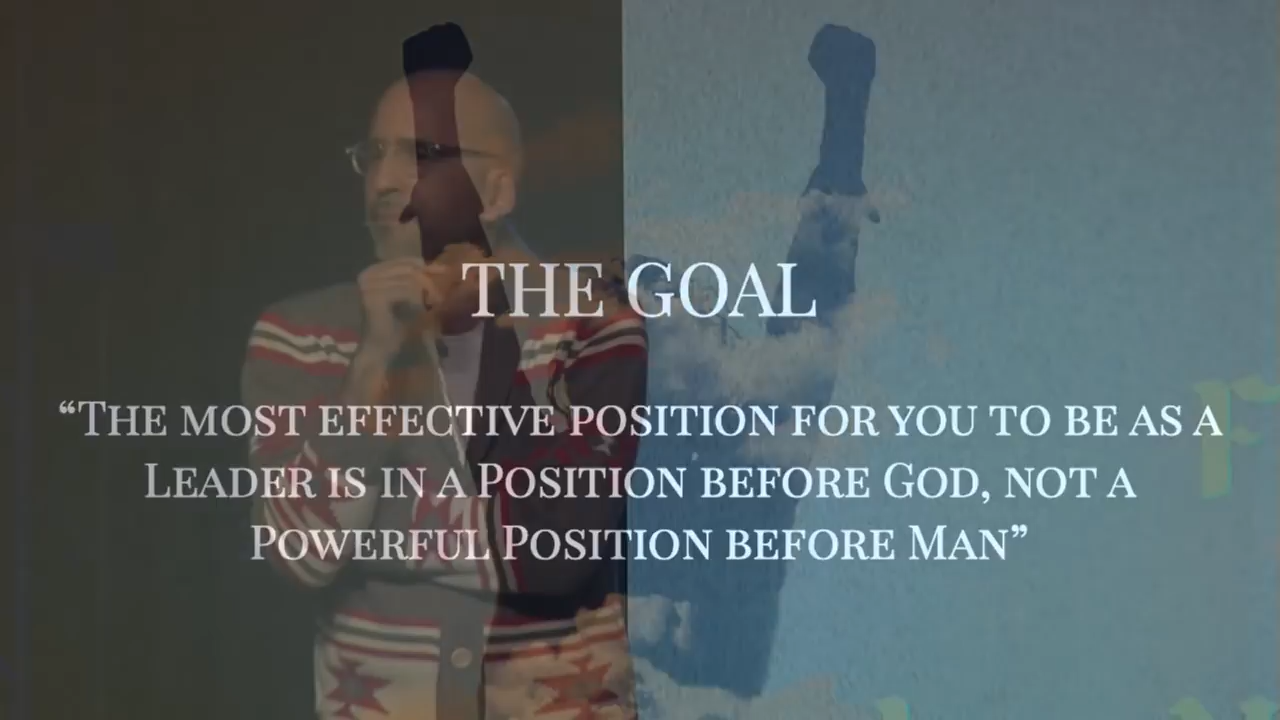 THE GOAL
“The most effective position for you to be as a
Leader is in a Position before God, not a
Powerful Position before Man”